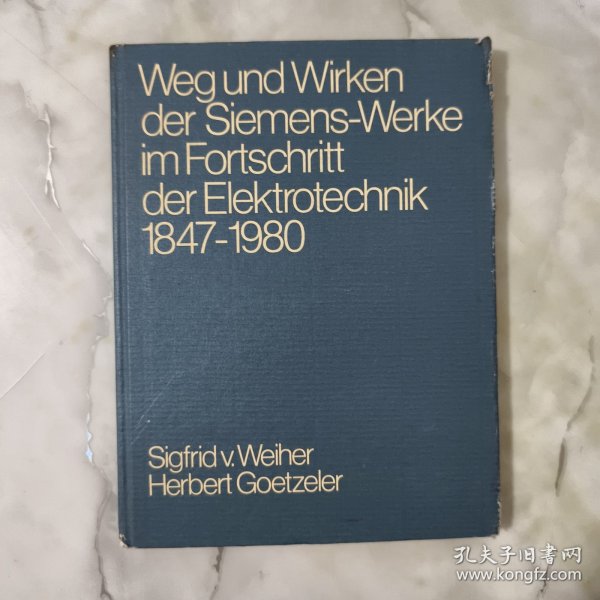 Weg und Wirken
der Siemens-Werke
im Fortschritt
der Elektrotechnik
1847-1980
Sigfrid v. Weiher
Herbert Goetzeler
孔夫子旧书网
www.kongfz.com